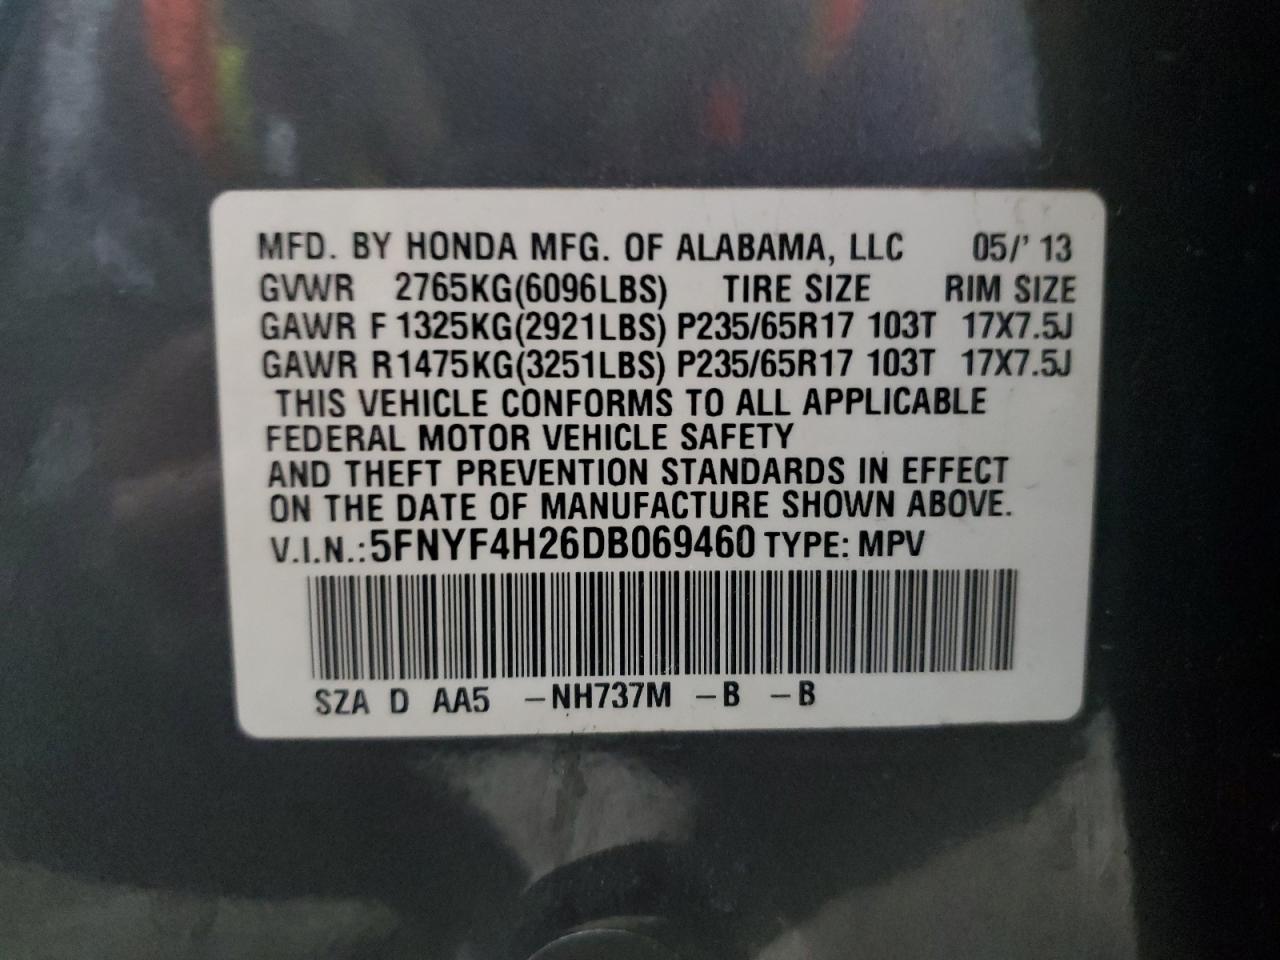 MFD. BY HONDA MFG. OF ALABAMA, LLC 05/' 13
GVWR 2765KG(6096LBS) TIRE SIZE RIM SIZE
GAWR F 1325KG(2921LBS) P235/65R17 103T 17X7.5J
GAWR R1475KG(3251LBS) P235/65R17 103T 17X7.5J
THIS VEHICLE CONFORMS TO ALL APPLICABLE
FEDERAL MOTOR VEHICLE SAFETY
AND THEFT PREVENTION STANDARDS IN EFFECT
ON THE DATE OF MANUFACTURE SHOWN ABOVE.
V.I.N.:5FNYF4H26DB069460 TYPE: MPV
SZA D AA5 -NH737M -B -B